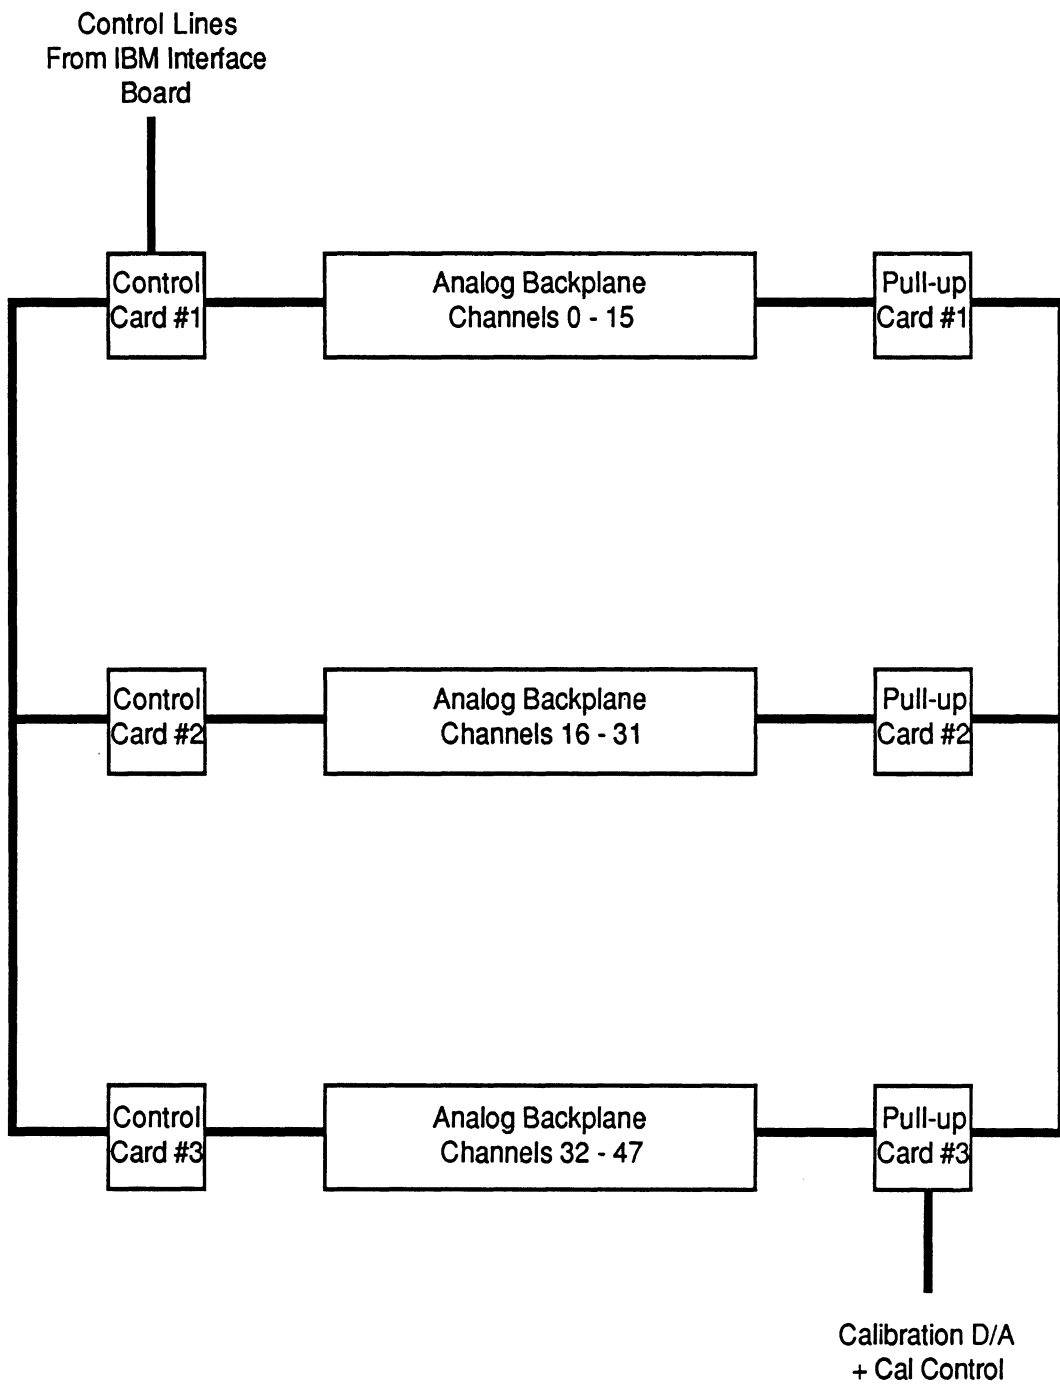 Control Lines
From IBM Interface
Board
Control
Card #1
Analog Backplane
Channels 0 - 15
Pull-up
Card #1
Control
Card #2
Analog Backplane
Channels 16 - 31
Pull-up
Card #2
Control
Card #3
Analog Backplane
Channels 32 - 47
Pull-up
Card #3
Calibration D/A
+ Cal Control